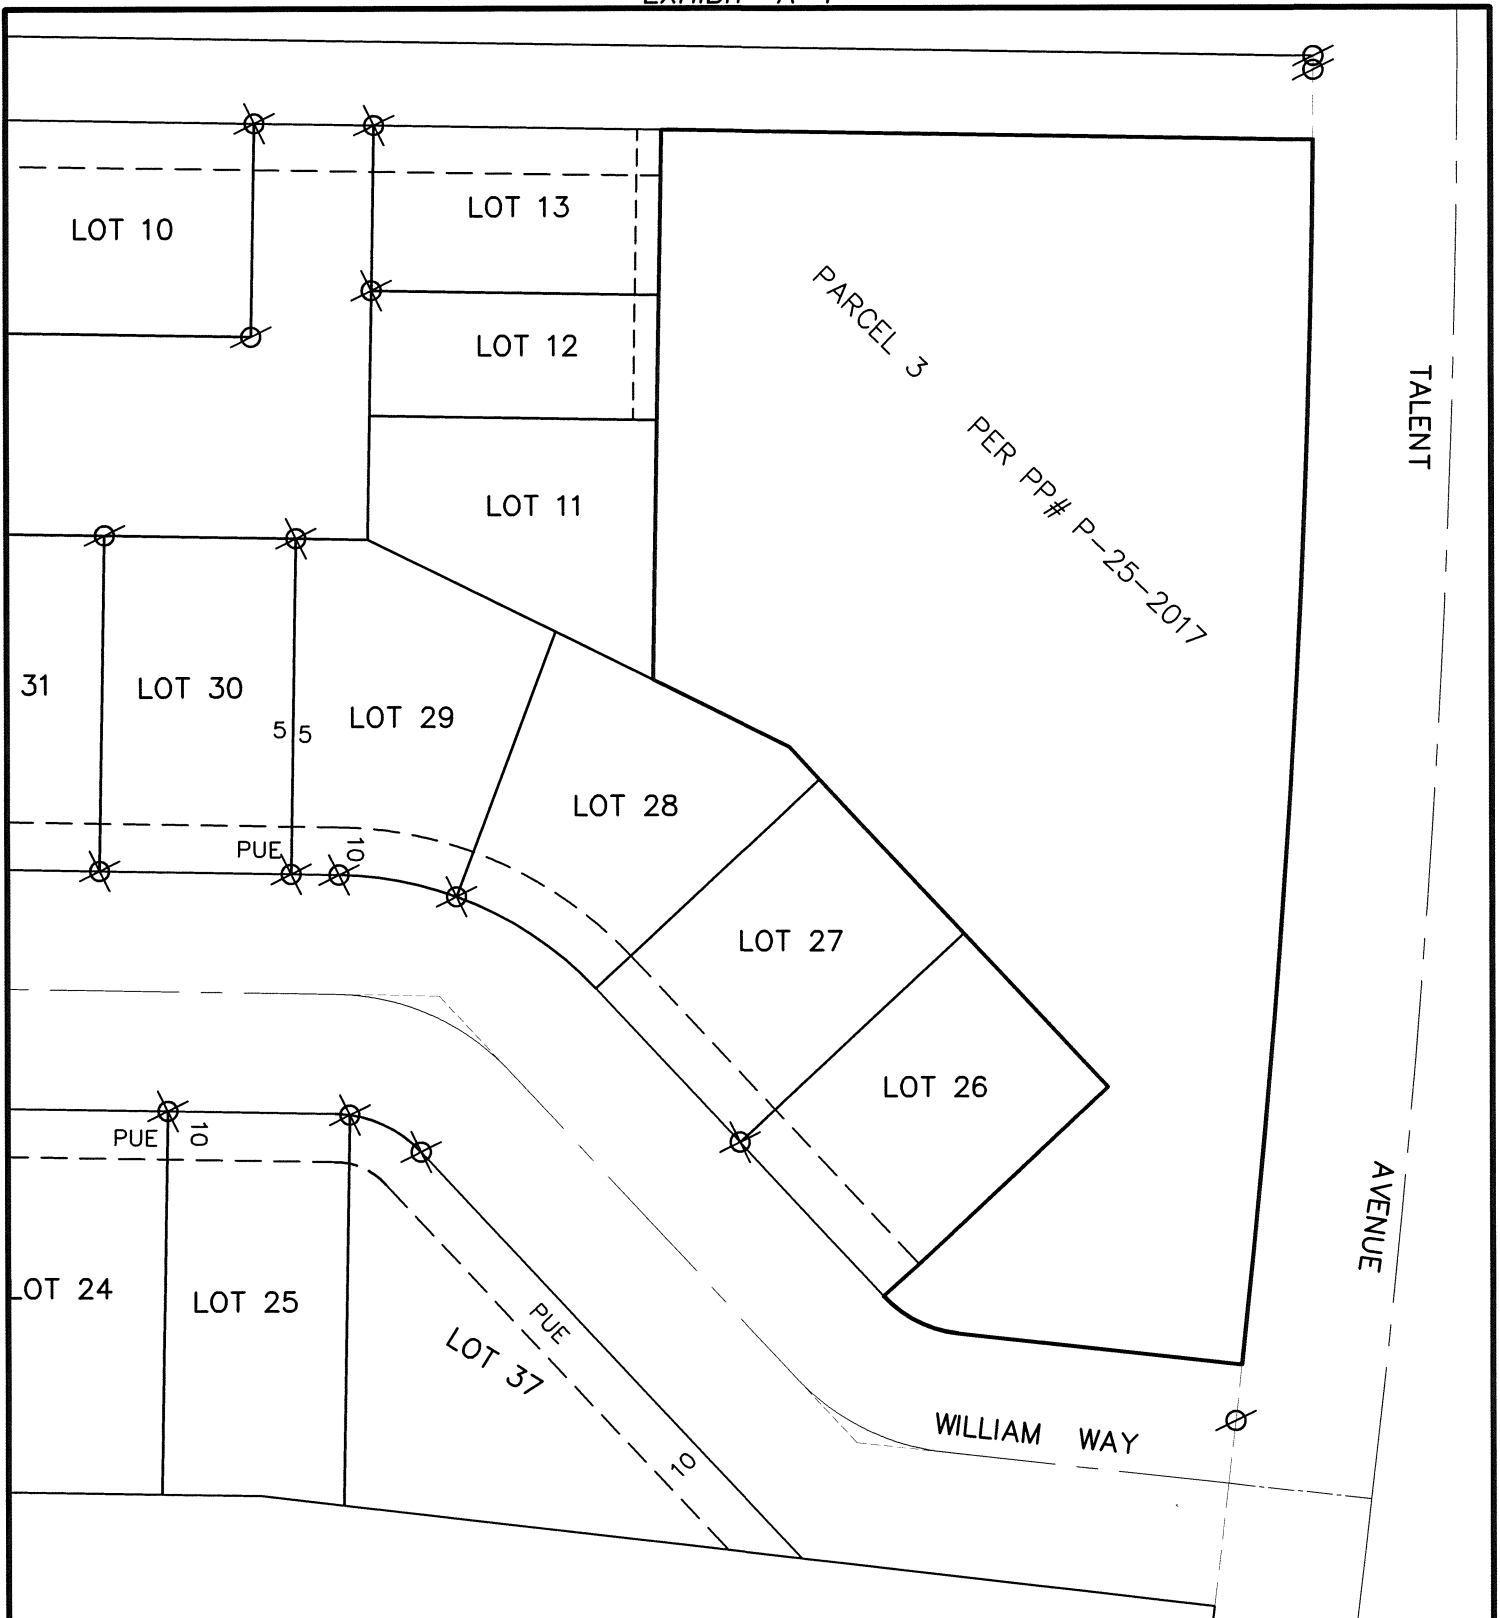 LOT 10
LOT 13
LOT 12
LOT 11
PARCEL 3 PER PP# P-25-2017
TALENT AVENUE
31
LOT 30
5
5
LOT 29
LOT 28
PUE
10
LOT 27
LOT 26
PUE
10
LOT 24
LOT 25
LOT 37
PUE
10
WILLIAM WAY